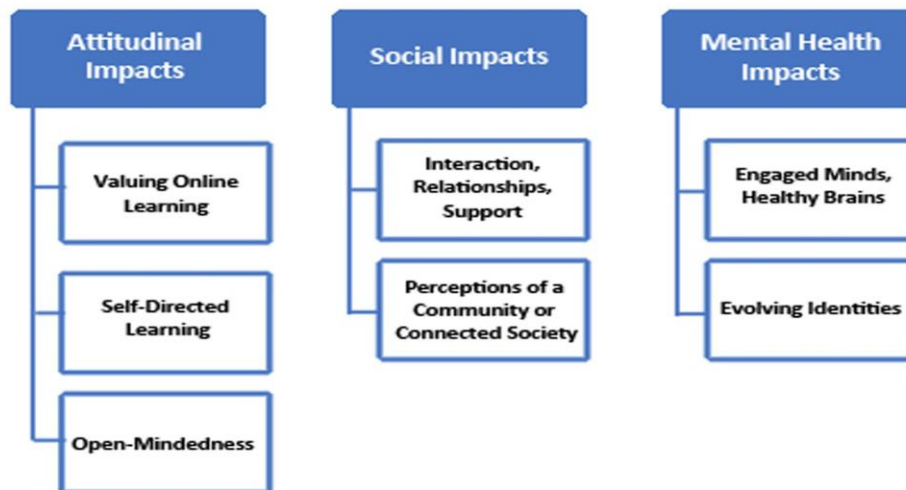 Attitudinal
Impacts
Valuing Online
Learning
Self-Directed
Learning
Open-Mindedness
Social Impacts
Interaction,
Relationships,
Support
Perceptions of a
Community or
Connected Society
Mental Health
Impacts
Engaged Minds,
Healthy Brains
Evolving Identities